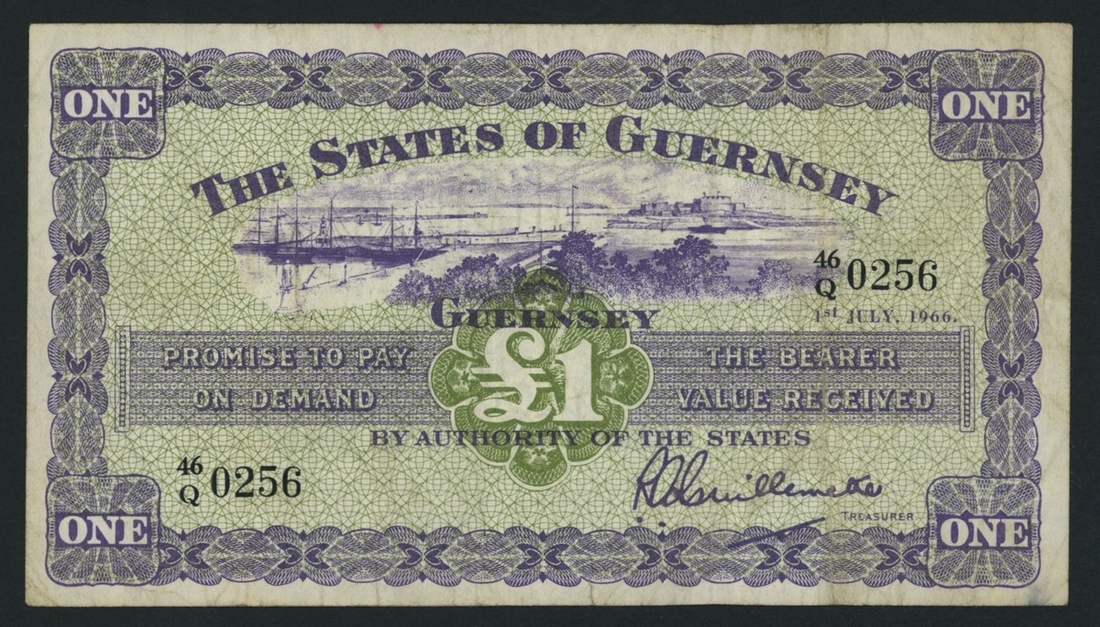 ONE ONE
THE STATES OF GUERNSEY
46
Q 0256
1st JULY, 1966.
GUERNSEY
PROMISE TO PAY £1 THE BEARER
ON DEMAND VALUE RECEIVED
BY AUTHORITY OF THE STATES
46
Q 0256
TREASURER
ONE ONE